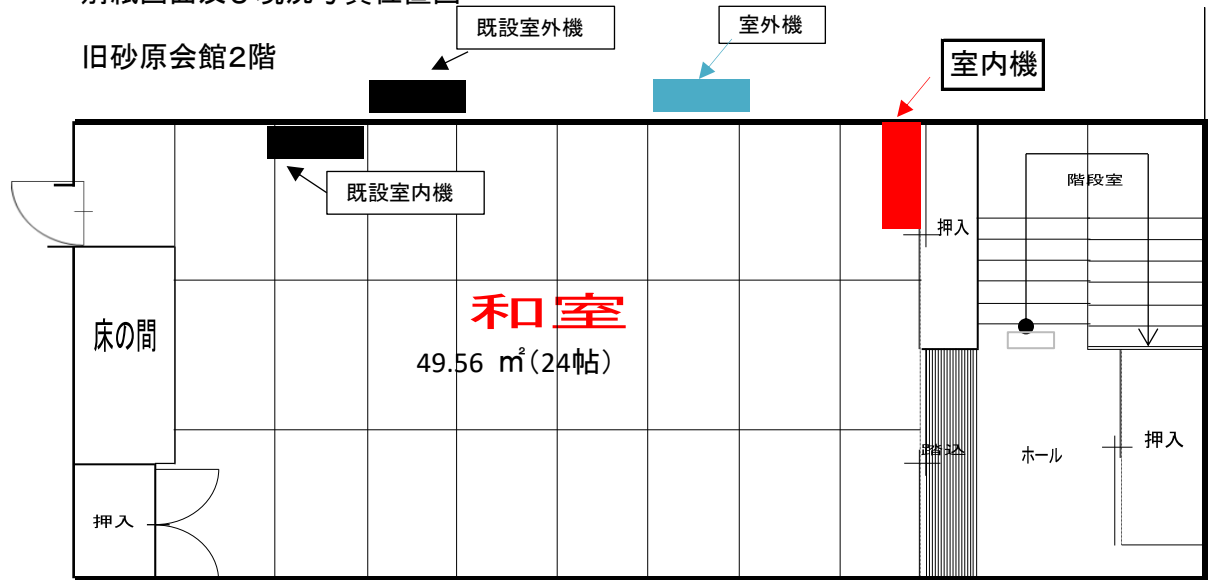 既設室外機
室外機
旧砂原会館2階
室内機
既設室内機
階段室
押入
和室
床の間
49.56 ㎡(24帖)
踏込
ホール
押入
押入